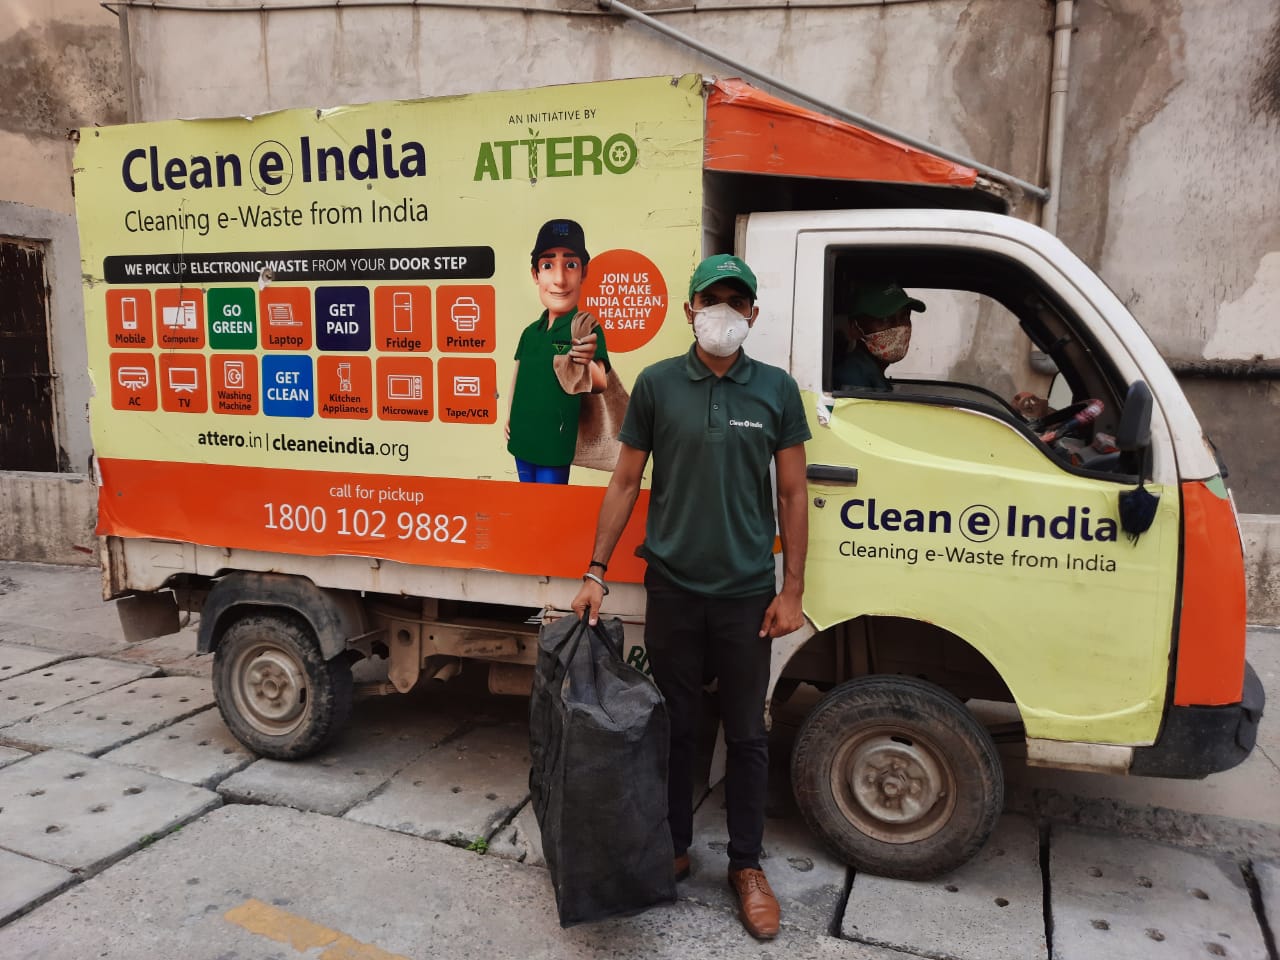 Clean e India
Cleaning e-Waste from India
AN INITIATIVE BY
ATTERO
WE PICK UP ELECTRONIC WASTE FROM YOUR DOOR STEP
Mobile
Computer
GO
GREEN
Laptop
GET
PAID
Fridge
Printer
AC
TV
Washing
Machine
GET
CLEAN
Kitchen
Appliances
Microwave
Tape/VCR
JOIN US
TO MAKE
INDIA CLEAN,
HEALTHY
& SAFE
attero.in | cleaneindia.org
call for pickup
1800 102 9882
Clean e India
Clean e India
Cleaning e-Waste from India